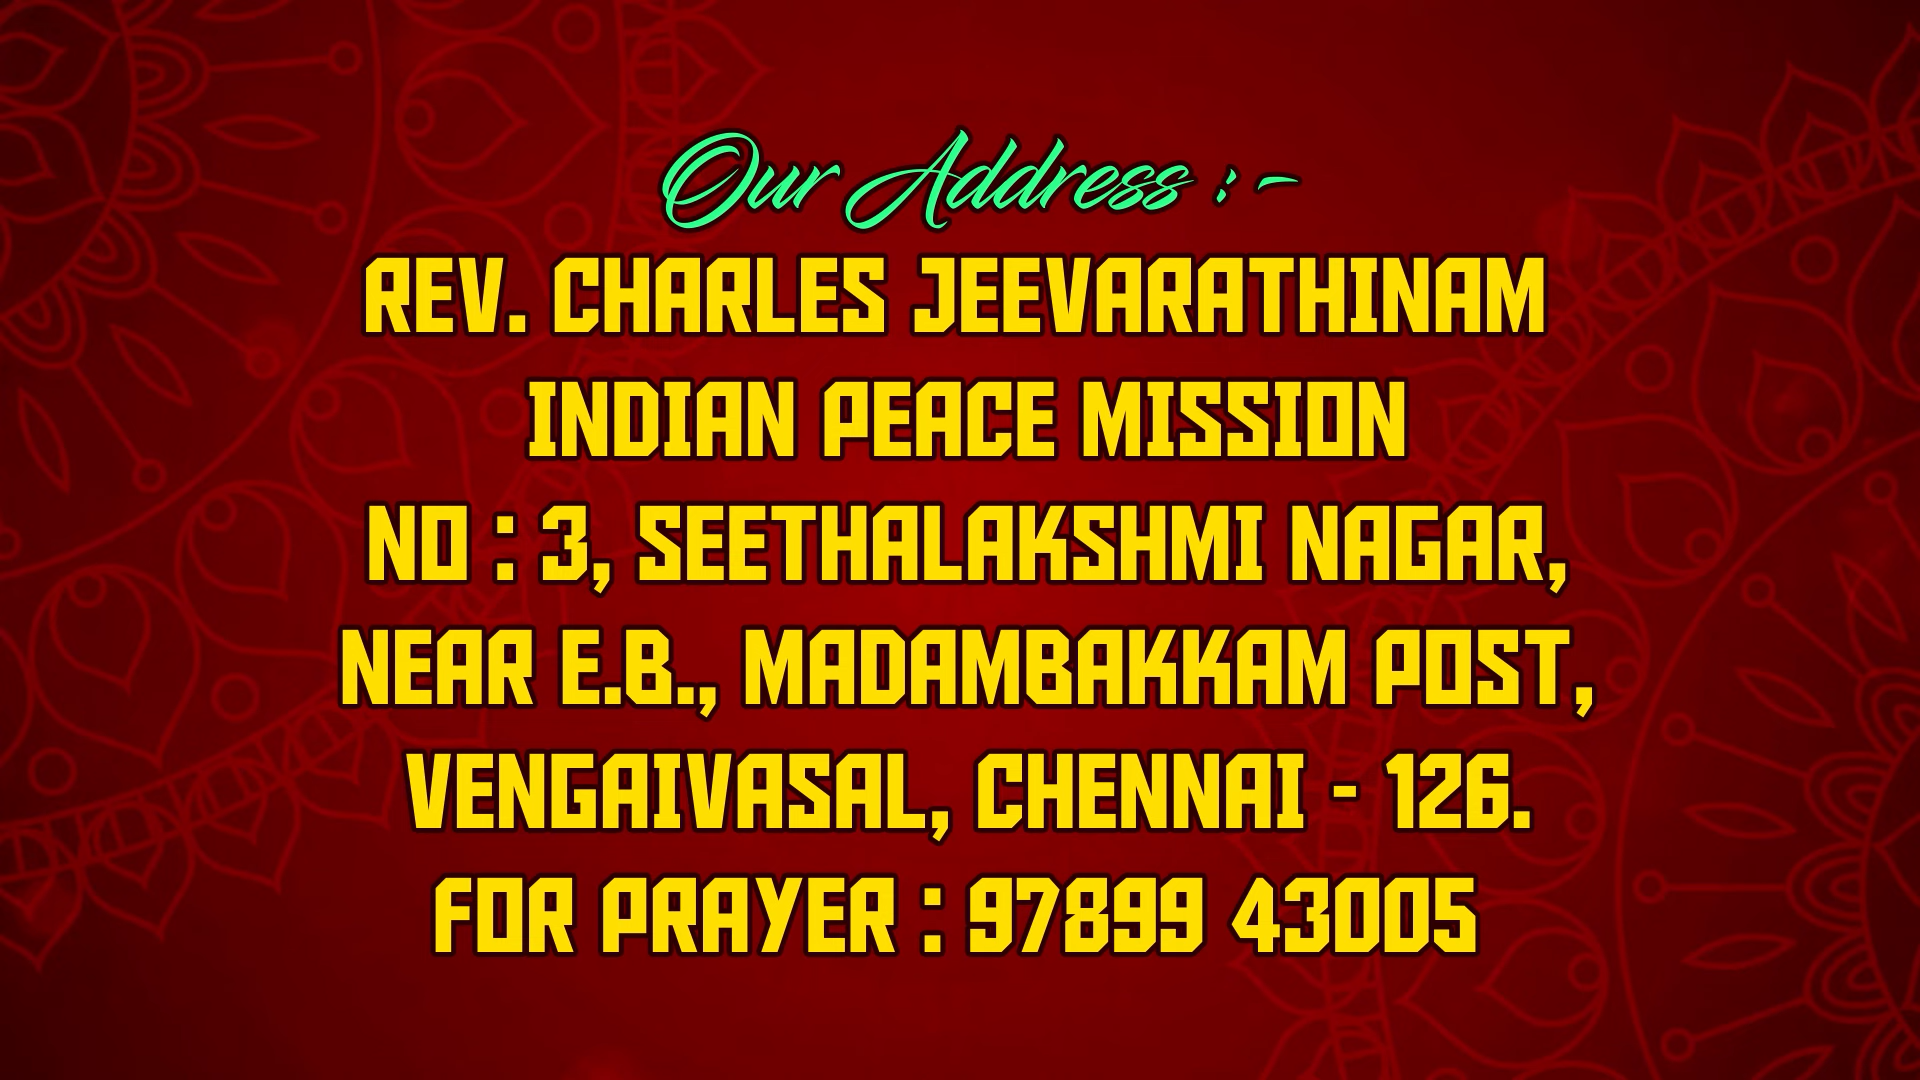 Our Address : -
REV. CHARLES JEEVARATHINAM
INDIAN PEACE MISSION
NO : 3, SEETHALAKSHMI NAGAR,
NEAR E.B., MADAMBAKKAM POST,
VENGAIVASAL, CHENNAI - 126.
FOR PRAYER : 97899 43005